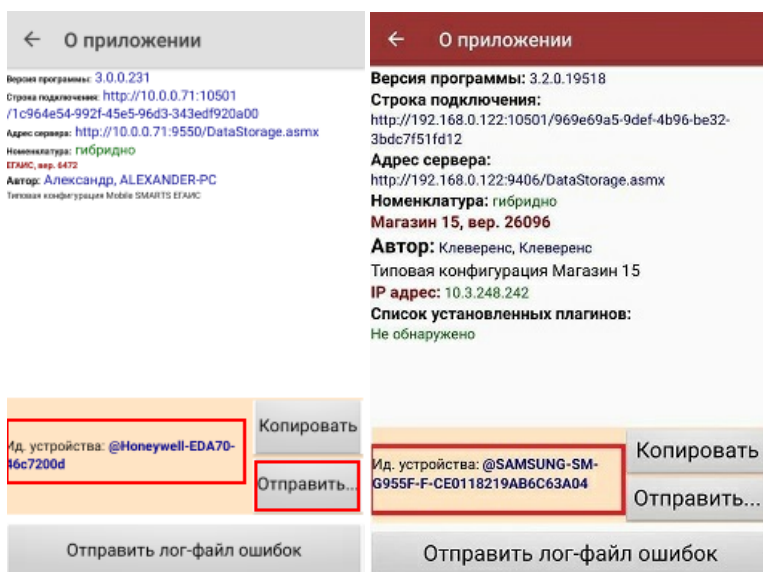 О приложении
Версия программы: 3.0.0.231
Строка подключения: http://10.0.0.71:10501
/1c964e54-992f-45e5-96d3-343edf920a00
Адрес сервера: http://10.0.0.71:9550/DataStorage.asmx
Номенклатура: гибридно
ЕГАИС, вер. 6472
Автор: Александр, ALEXANDER-PC
Типовая конфигурация Mobile SMARTS ЕГАИС
Ид. устройства: @Honeywell-EDA70-
46c7200d
Копировать
Отправить...
Отправить лог-файл ошибок
О приложении
Версия программы: 3.2.0.19518
Строка подключения:
http://192.168.0.122:10501/969e69a5-9def-4b96-be32-
3bdc7f51fd12
Адрес сервера:
http://192.168.0.122:9406/DataStorage.asmx
Номенклатура: гибридно
Магазин 15, вер. 26096
Автор: Клеверенс, Клеверенс
Типовая конфигурация Магазин 15
IP адрес: 10.3.248.242
Список установленных плагинов:
Не обнаружено
Ид. устройства: @SAMSUNG-SM-
G955F-F-CE0118219AB6C63A04
Копировать
Отправить...
Отправить лог-файл ошибок